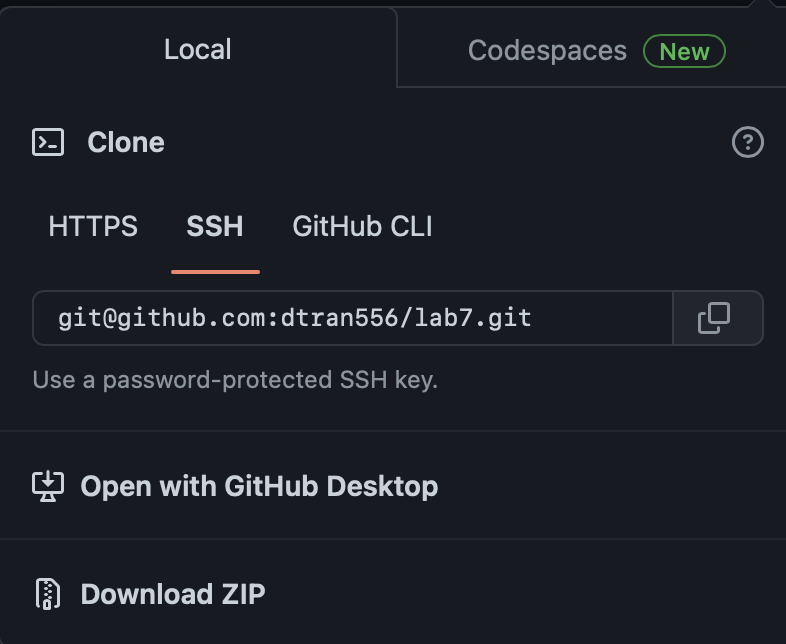 Local
Codespaces New
Clone
HTTPS SSH GitHub CLI
git@github.com:dtran556/lab7.git
Use a password-protected SSH key.
Open with GitHub Desktop
Download ZIP